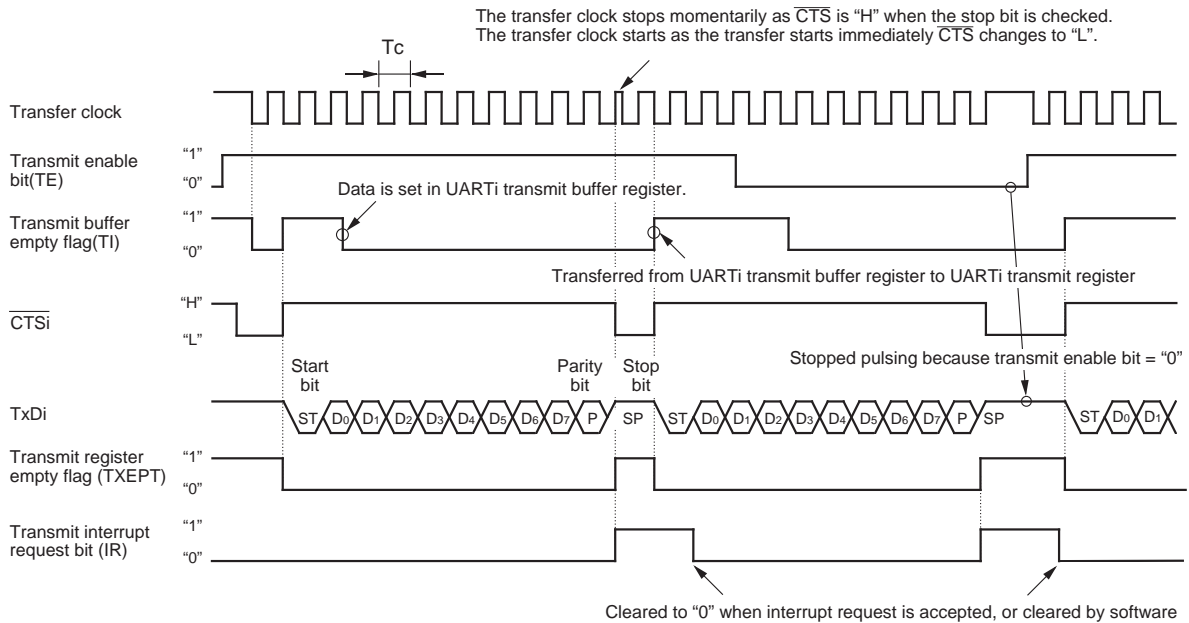 The transfer clock stops momentarily as CTS is “H” when the stop bit is checked.
The transfer clock starts as the transfer starts immediately CTS changes to “L”.
Tc
Transfer clock
Transmit enable
bit(TE)
“1”
“0”
Data is set in UARTi transmit buffer register.
Transmit buffer
empty flag(TI)
“1”
“0”
Transferred from UARTi transmit buffer register to UARTi transmit register
CTSi
“H”
“L”
Stopped pulsing because transmit enable bit = “0”
Start
bit
Parity
bit
Stop
bit
TxDi
ST D0 D1 D2 D3 D4 D5 D6 D7 P SP ST D0 D1 D2 D3 D4 D5 D6 D7 P SP ST D0 D1
Transmit register
empty flag (TXEPT)
“1”
“0”
Transmit interrupt
request bit (IR)
“1”
“0”
Cleared to “0” when interrupt request is accepted, or cleared by software